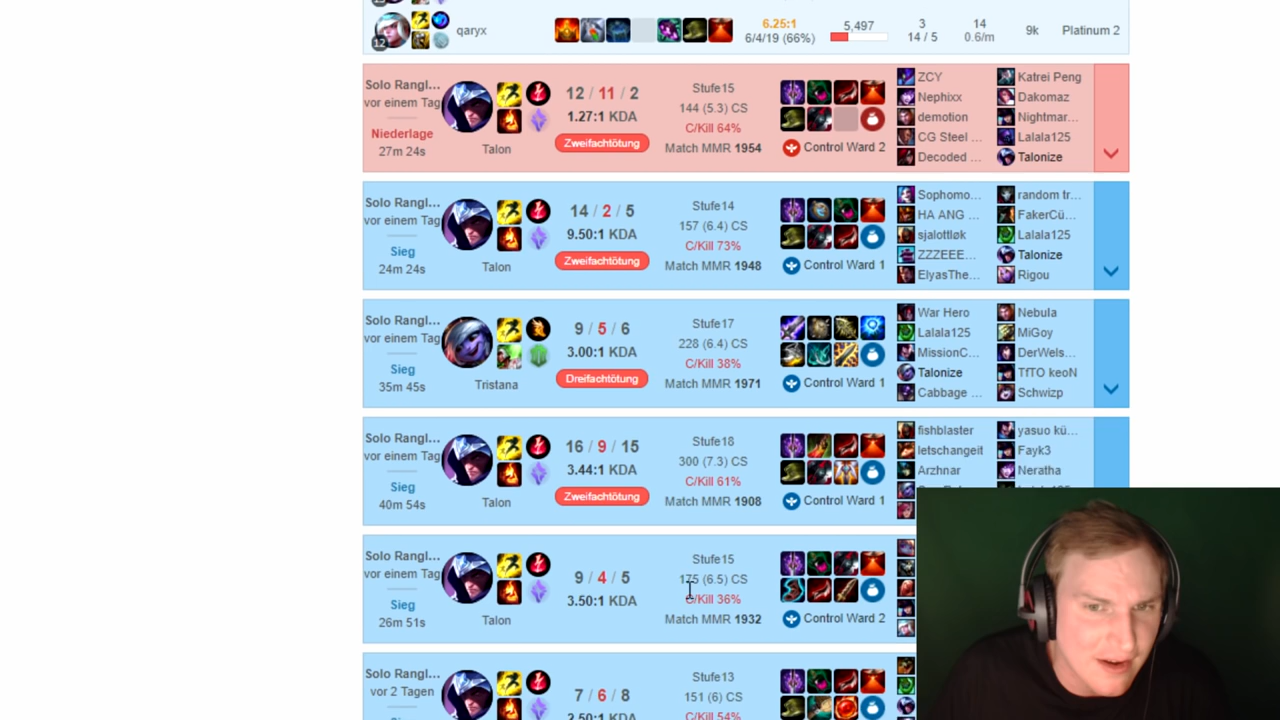 12
qaryx
6.25:1
6/4/19 (66%)
5,497
3
14 / 5
14
0.6/m
9k
Platinum 2
Solo Rangl...
vor einem Tag
Niederlage
27m 24s
Talon
12 / 11 / 2
1.27:1 KDA
Zweifachtötung
Stufe15
144 (5.3) CS
C/Kill 64%
Match MMR 1954
Control Ward 2
ZCY
Nephixx
demotion
CG Steel ...
Decoded ...
Katrei Peng
Dakomaz
Nightmar...
Lalala125
Talonize
Solo Rangl...
vor einem Tag
Sieg
24m 24s
Talon
14 / 2 / 5
9.50:1 KDA
Zweifachtötung
Stufe14
157 (6.4) CS
C/Kill 73%
Match MMR 1948
Control Ward 1
Sophomo...
HA ANG ...
sjalottløk
ZZZEEE...
ElyasThe...
random tr...
FakerCü...
Lalala125
Talonize
Rigou
Solo Rangl...
vor einem Tag
Sieg
35m 45s
Tristana
9 / 5 / 6
3.00:1 KDA
Dreifachtötung
Stufe17
228 (6.4) CS
C/Kill 38%
Match MMR 1971
Control Ward 1
War Hero
Lalala125
MissionC...
Talonize
Cabbage ...
Nebula
MiGoy
DerWels...
TfTO keoN
Schwizp
Solo Rangl...
vor einem Tag
Sieg
40m 54s
Talon
16 / 9 / 15
3.44:1 KDA
Zweifachtötung
Stufe18
300 (7.3) CS
C/Kill 61%
Match MMR 1908
Control Ward 1
fishblaster
letschangeit
Arzhnar
yasuo kü...
Fayk3
Neratha
Solo Rangl...
vor einem Tag
Sieg
26m 51s
Talon
9 / 4 / 5
3.50:1 KDA
Stufe15
175 (6.5) CS
C/Kill 36%
Match MMR 1932
Control Ward 2
Solo Rangl...
vor 2 Tagen
7 / 6 / 8
2.50:1 KDA
Stufe13
151 (6) CS
C/Kill 54%